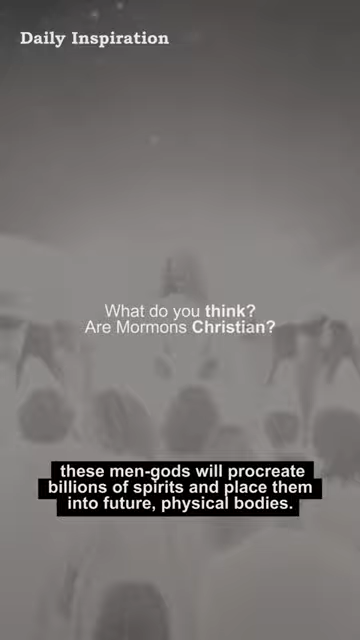 Daily Inspiration
What do you think?
Are Mormons Christian?
these men-gods will procreate
billions of spirits and place them
into future, physical bodies.